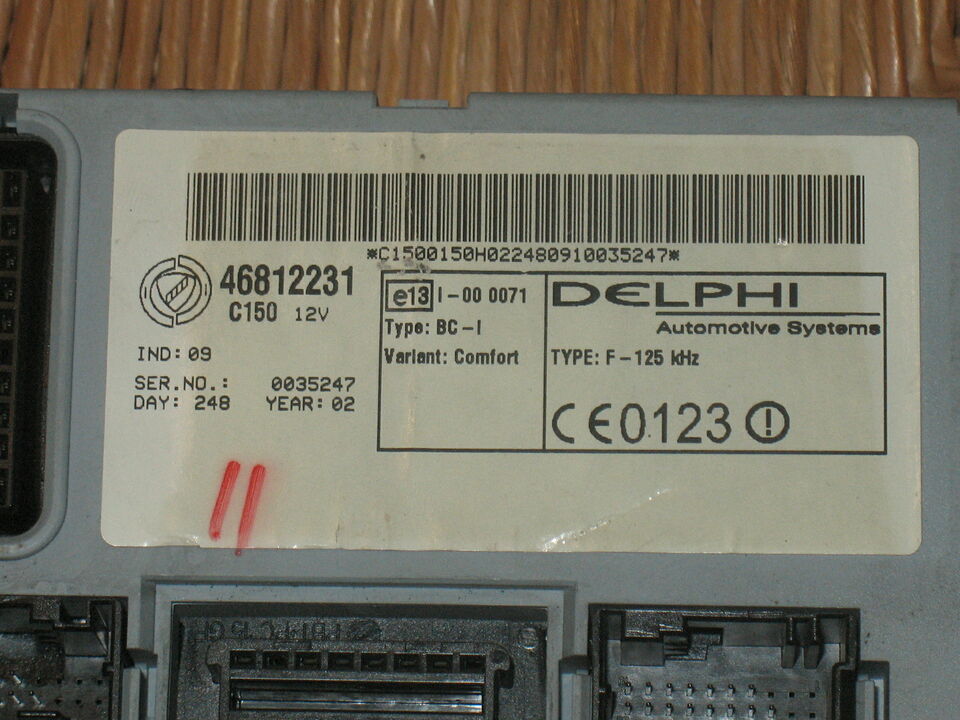 *C1500150H022480910035247*
46812231
C150 12V
IND: 09
SER.NO.: 0035247
DAY: 248 YEAR: 02
e13 I-00 0071
Type: BC-I
Variant: Comfort
DELPHI
Automotive Systems
TYPE: F-125 kHz
CE0123